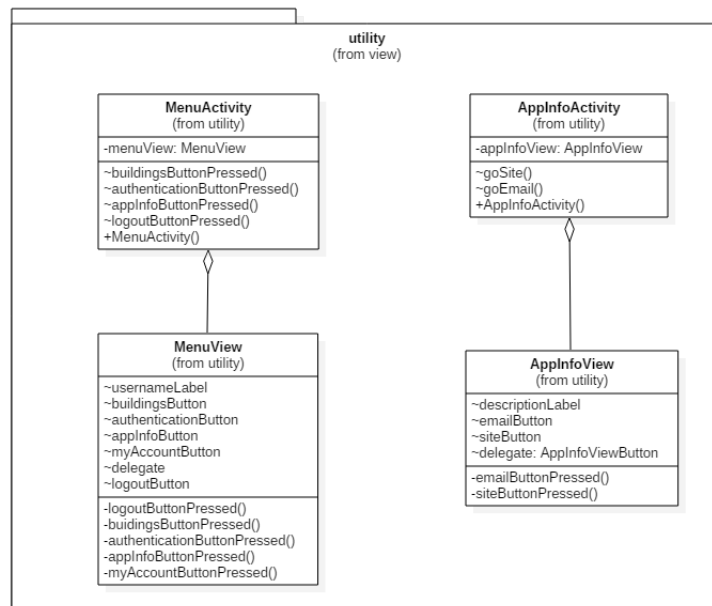 utility
(from view)
MenuActivity
(from utility)
-menuView: MenuView
~buildingsButtonPressed()
~authenticationButtonPressed()
~appInfoButtonPressed()
~logoutButtonPressed()
+MenuActivity()
AppInfoActivity
(from utility)
-appInfoView: AppInfoView
~goSite()
~goEmail()
+AppInfoActivity()
MenuView
(from utility)
~usernameLabel
~buildingsButton
~authenticationButton
~appInfoButton
~myAccountButton
~delegate
~logoutButton
-logoutButtonPressed()
-buidingsButtonPressed()
-authenticationButtonPressed()
-appInfoButtonPressed()
-myAccountButtonPressed()
AppInfoView
(from utility)
~descriptionLabel
~emailButton
~siteButton
~delegate: AppInfoViewButton
-emailButtonPressed()
-siteButtonPressed()